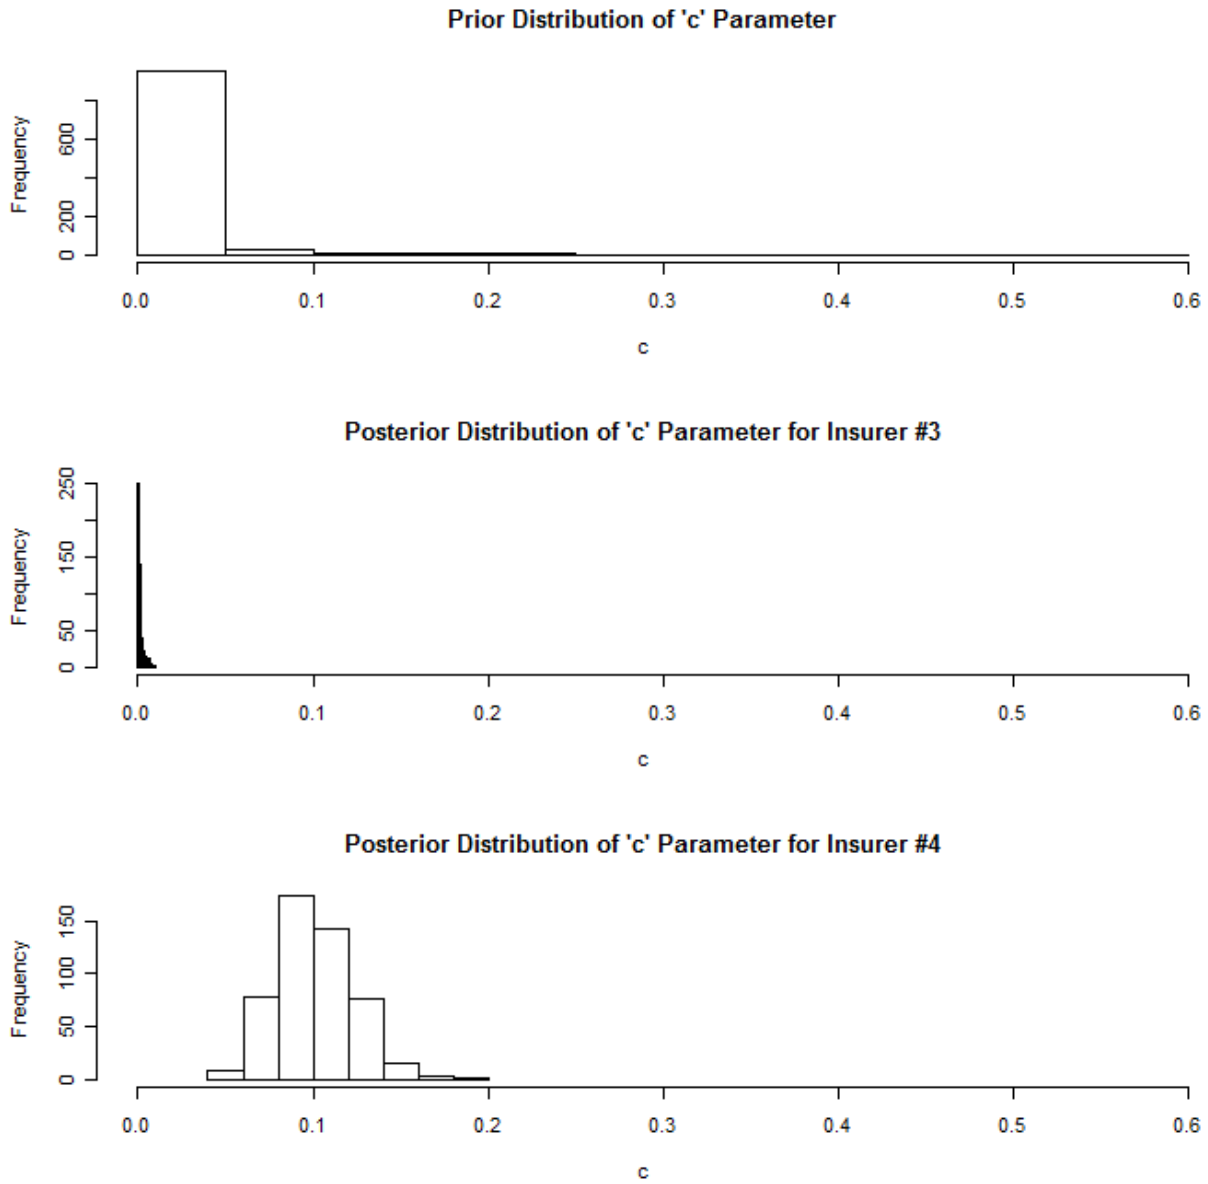 Prior Distribution of 'c' Parameter
Frequency
600
200
0
0.0 0.1 0.2 0.3 0.4 0.5 0.6
c
Posterior Distribution of 'c' Parameter for Insurer #3
Frequency
250
150
50
0
0.0 0.1 0.2 0.3 0.4 0.5 0.6
c
Posterior Distribution of 'c' Parameter for Insurer #4
Frequency
150
100
50
0
0.0 0.1 0.2 0.3 0.4 0.5 0.6
c